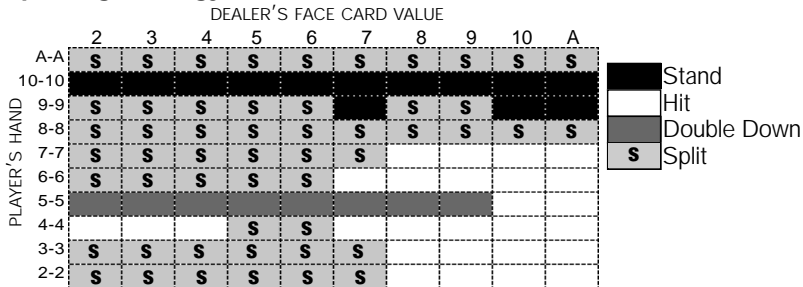 DEALER'S FACE CARD VALUE
2 3 4 5 6 7 8 9 10 A
PLAYER'S HAND
A-A S S S S S S S S S S
10-10
9-9 S S S S S S S
8-8 S S S S S S S S S S
7-7 S S S S S S
6-6 S S S S S
5-5
4-4 S S
3-3 S S S S S S
2-2 S S S S S S
Stand
Hit
Double Down
S Split